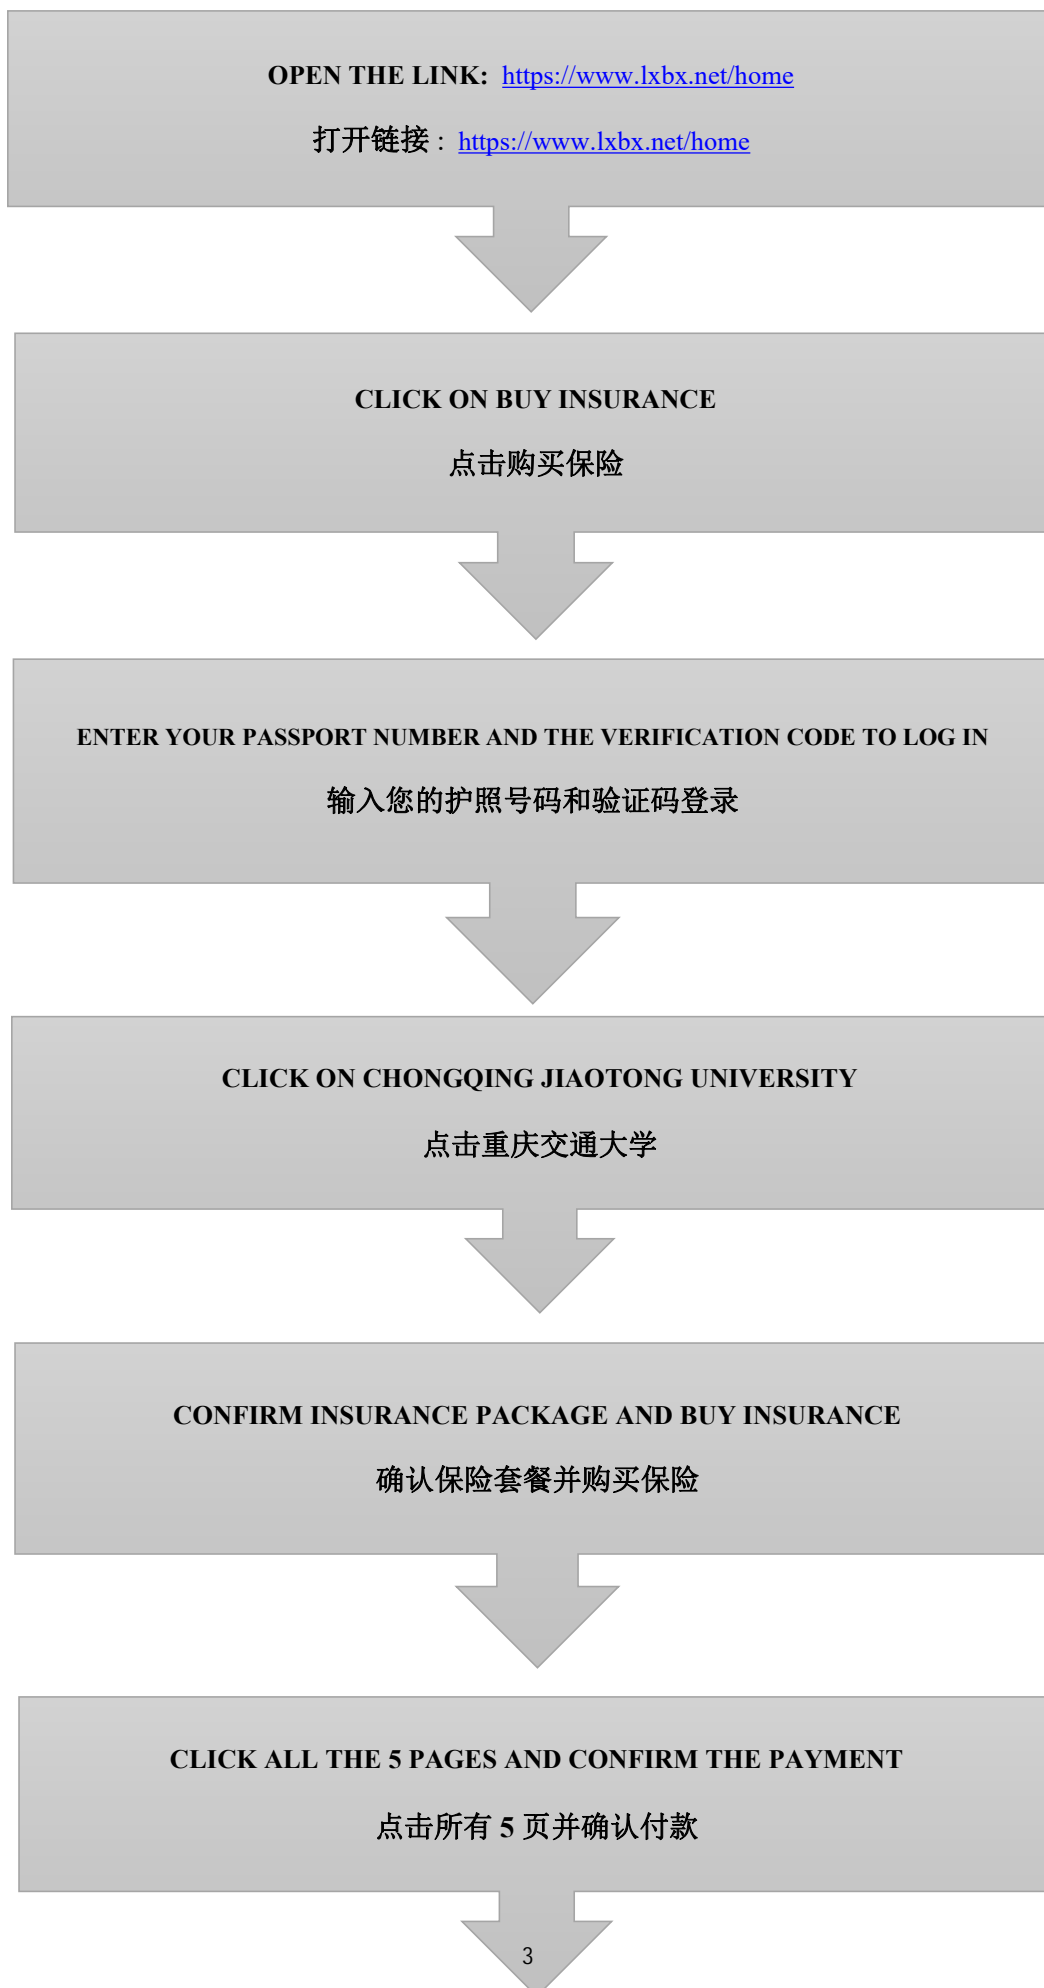 OPEN THE LINK: https://www.lxbx.net/home
打开链接：https://www.lxbx.net/home
CLICK ON BUY INSURANCE
点击购买保险
ENTER YOUR PASSPORT NUMBER AND THE VERIFICATION CODE TO LOG IN
输入您的护照号码和验证码登录
CLICK ON CHONGQING JIAOTONG UNIVERSITY
点击重庆交通大学
CONFIRM INSURANCE PACKAGE AND BUY INSURANCE
确认保险套餐并购买保险
CLICK ALL THE 5 PAGES AND CONFIRM THE PAYMENT
点击所有 5 页并确认付款
3